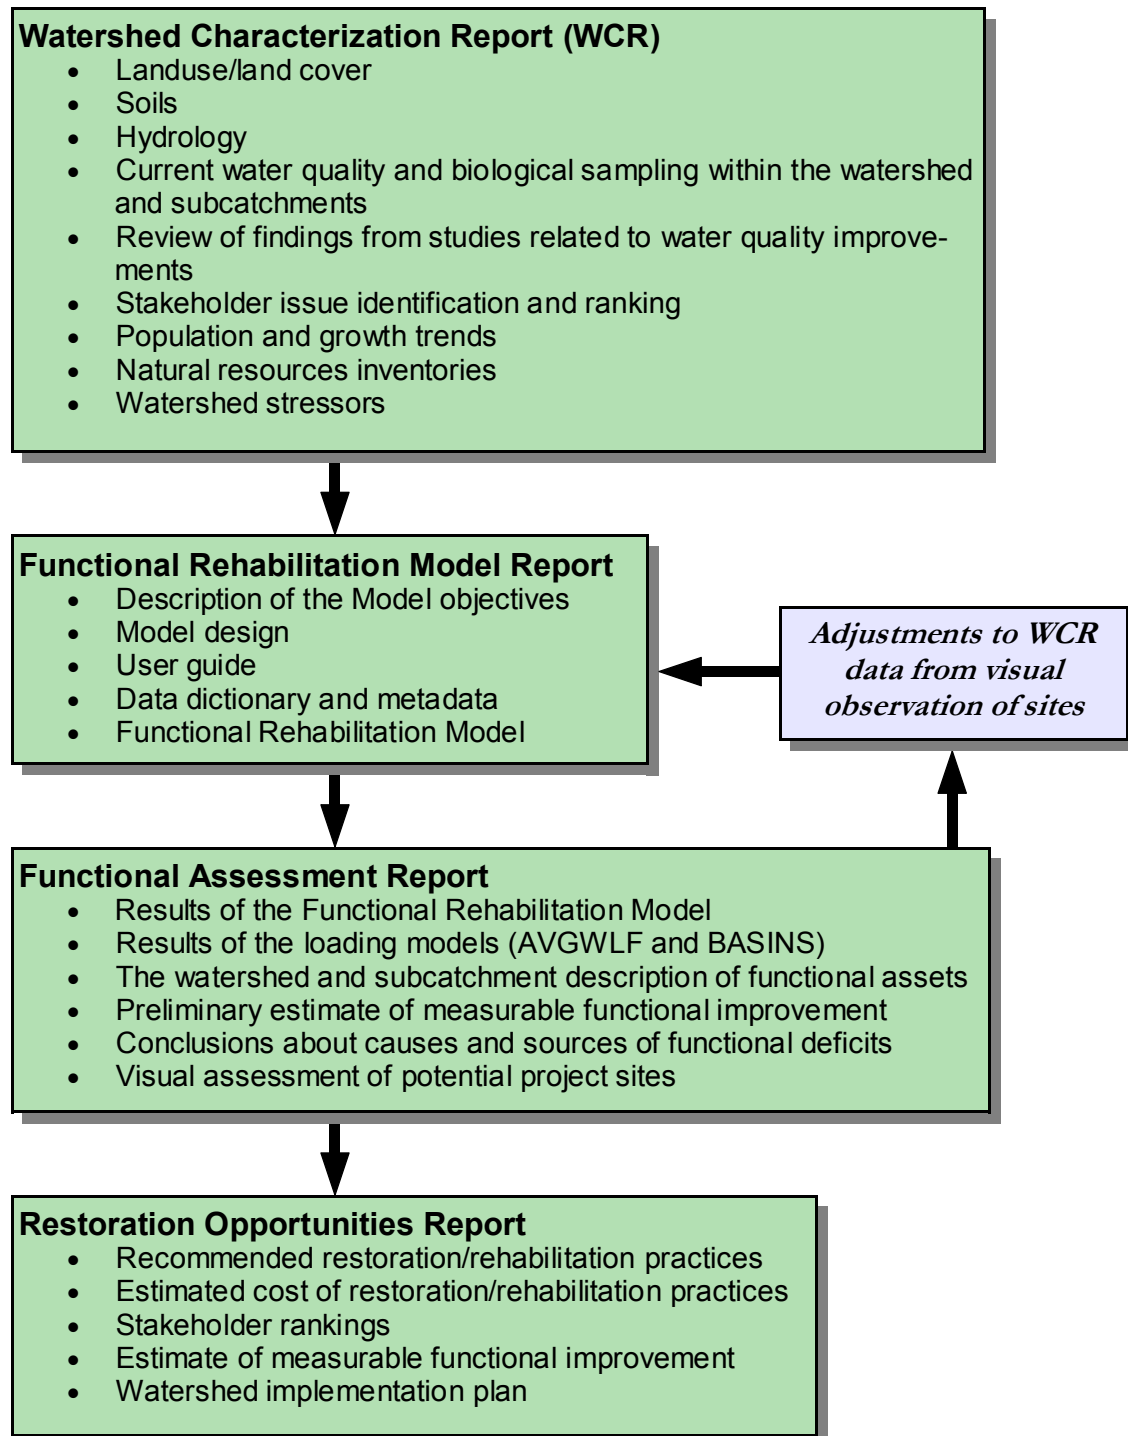 Watershed Characterization Report (WCR)
• Landuse/land cover
• Soils
• Hydrology
• Current water quality and biological sampling within the watershed
and subcatchments
• Review of findings from studies related to water quality improve-
ments
• Stakeholder issue identification and ranking
• Population and growth trends
• Natural resources inventories
• Watershed stressors
Functional Rehabilitation Model Report
• Description of the Model objectives
• Model design
• User guide
• Data dictionary and metadata
• Functional Rehabilitation Model
Adjustments to WCR
data from visual
observation of sites
Functional Assessment Report
• Results of the Functional Rehabilitation Model
• Results of the loading models (AVGWLF and BASINS)
• The watershed and subcatchment description of functional assets
• Preliminary estimate of measurable functional improvement
• Conclusions about causes and sources of functional deficits
• Visual assessment of potential project sites
Restoration Opportunities Report
• Recommended restoration/rehabilitation practices
• Estimated cost of restoration/rehabilitation practices
• Stakeholder rankings
• Estimate of measurable functional improvement
• Watershed implementation plan